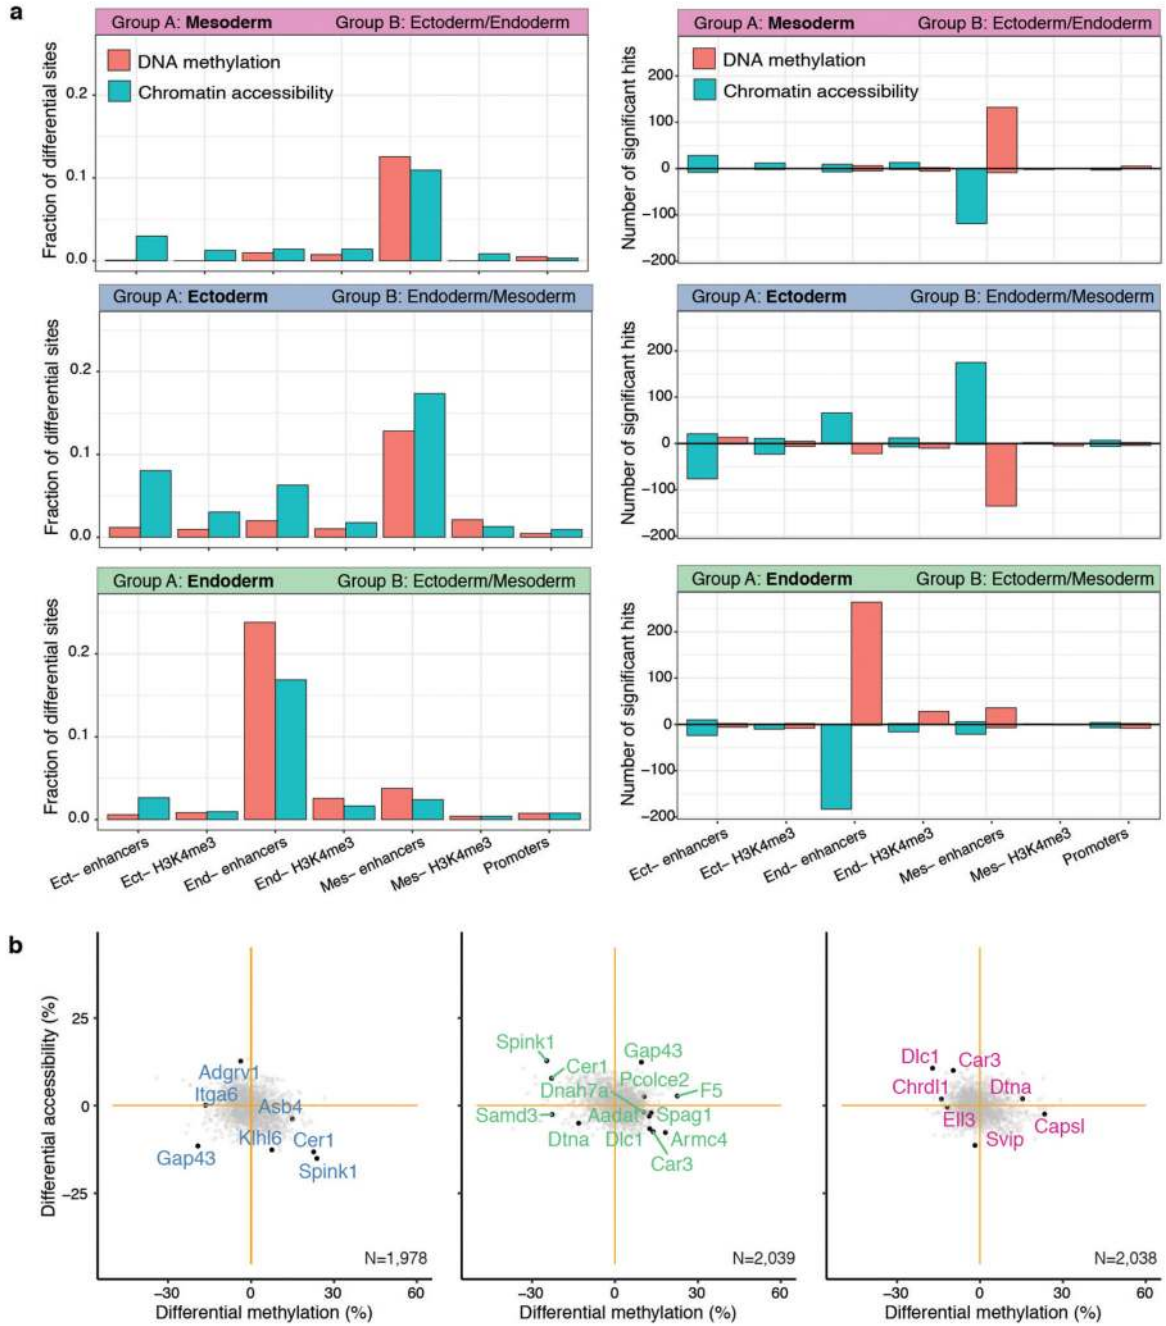 a
Group A: Mesoderm Group B: Ectoderm/Endoderm
DNA methylation
Chromatin accessibility
Fraction of differential sites
0.2
0.1
0.0
Group A: Mesoderm Group B: Ectoderm/Endoderm
DNA methylation
Chromatin accessibility
Number of significant hits
200
100
0
−100
−200
Group A: Ectoderm Group B: Endoderm/Mesoderm
Fraction of differential sites
0.2
0.1
0.0
Group A: Ectoderm Group B: Endoderm/Mesoderm
Number of significant hits
200
100
0
−100
−200
Group A: Endoderm Group B: Ectoderm/Mesoderm
Fraction of differential sites
0.2
0.1
0.0
Ect− enhancers
Ect− H3K4me3
End− enhancers
End− H3K4me3
Mes− enhancers
Mes− H3K4me3
Promoters
Group A: Endoderm Group B: Ectoderm/Mesoderm
Number of significant hits
200
100
0
−100
−200
Ect− enhancers
Ect− H3K4me3
End− enhancers
End− H3K4me3
Mes− enhancers
Mes− H3K4me3
Promoters
b
Differential accessibility (%)
25
0
−25
Adgrv1
Itga6
Asb4
Klhl6
Cer1
Gap43
Spink1
N=1,978
−30 0 30 60
Differential methylation (%)
Spink1
Gap43
Cer1
Pcolce2
Dnah7a
F5
Samd3
Aadat
Spag1
Dtna
Dlc1
Armc4
Car3
N=2,039
−30 0 30 60
Differential methylation (%)
Dlc1
Car3
Chrdl1
Dtna
Ell3
Capsl
Svip
N=2,038
−30 0 30 60
Differential methylation (%)